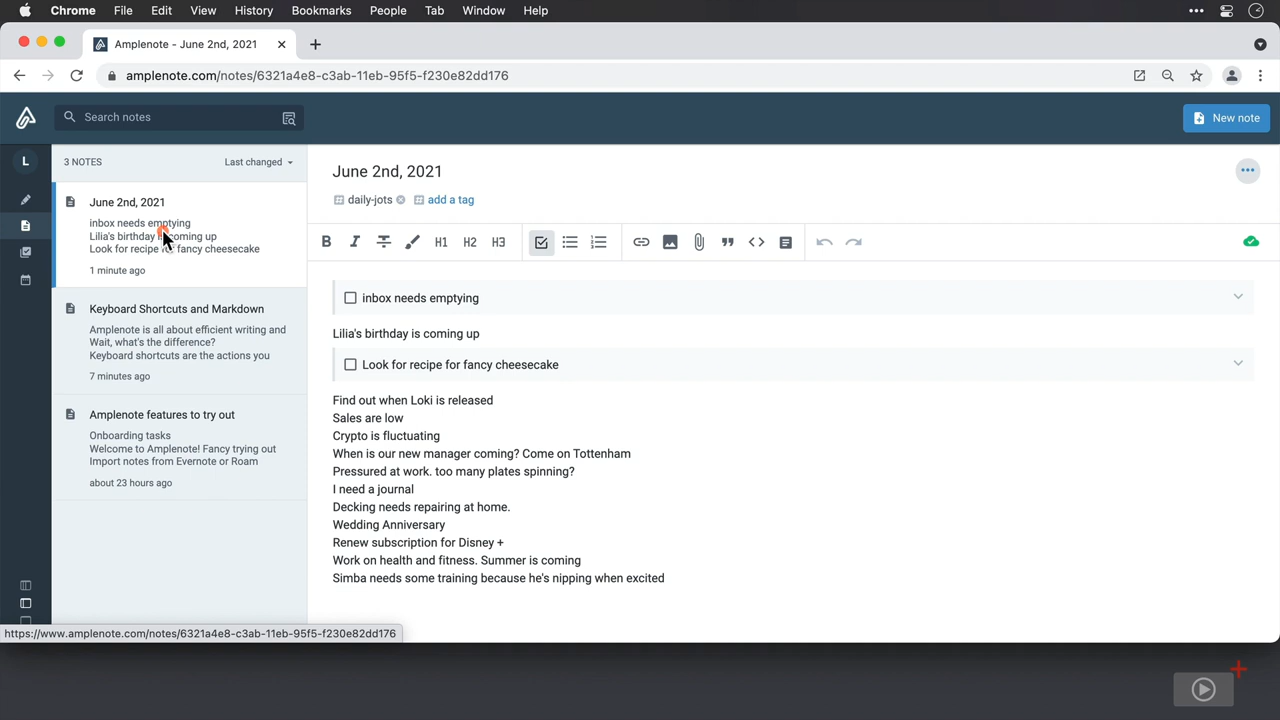 Chrome File Edit View History Bookmarks People Tab Window Help
Amplenote - June 2nd, 2021
amplenote.com/notes/6321a4e8-c3ab-11eb-95f5-f230e82dd176
Search notes
New note
L
3 NOTES
Last changed
June 2nd, 2021
inbox needs emptying
Lilia's birthday is coming up
Look for recipe for fancy cheesecake
1 minute ago
Keyboard Shortcuts and Markdown
Amplenote is all about efficient writing and
Wait, what's the difference?
Keyboard shortcuts are the actions you
7 minutes ago
Amplenote features to try out
Onboarding tasks
Welcome to Amplenote! Fancy trying out
Import notes from Evernote or Roam
about 23 hours ago
June 2nd, 2021
daily-jots add a tag
B I S H1 H2 H3
inbox needs emptying
Lilia's birthday is coming up
Look for recipe for fancy cheesecake
Find out when Loki is released
Sales are low
Crypto is fluctuating
When is our new manager coming? Come on Tottenham
Pressured at work. too many plates spinning?
I need a journal
Decking needs repairing at home.
Wedding Anniversary
Renew subscription for Disney +
Work on health and fitness. Summer is coming
Simba needs some training because he's nipping when excited
https://www.amplenote.com/notes/6321a4e8-c3ab-11eb-95f5-f230e82dd176